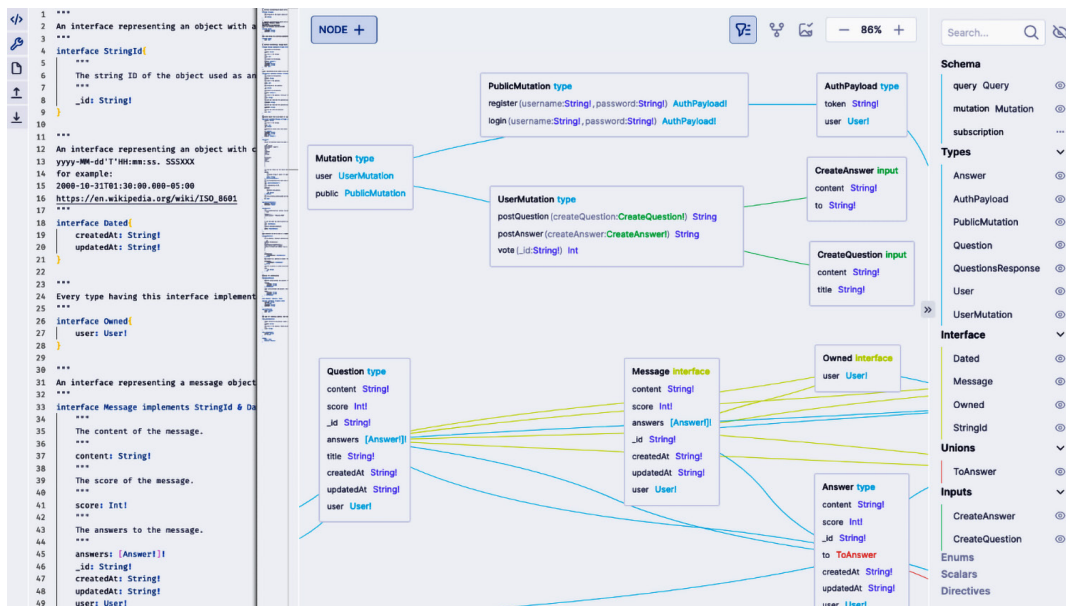 1 """
2 An interface representing an object with a
3 """
4 interface StringId{
5 """
6 The string ID of the object used as an
7 """
8 _id: String!
9 }
10
11 """
12 An interface representing an object with c
13 yyyy-MM-dd'T'HH:mm:ss. SSSXXX
14 for example:
15 2000-10-31T01:30:00.000-05:00
16 https://en.wikipedia.org/wiki/ISO_8601
17 """
18 interface Dated{
19 createdAt: String!
20 updatedAt: String!
21 }
22
23 """
24 Every type having this interface implement
25 """
26 interface Owned{
27 user: User!
28 }
29
30 """
31 An interface representing a message object
32 """
33 interface Message implements StringId & Da
34 """
35 The content of the message.
36 """
37 content: String!
38 """
39 The score of the message.
40 """
41 score: Int!
42 """
43 The answers to the message.
44 """
45 answers: [Answer!]!
46 _id: String!
47 createdAt: String!
48 updatedAt: String!
49 user: User!
NODE +
86%
PublicMutation type
register(username:String!, password:String!) AuthPayload!
login(username:String!, password:String!) AuthPayload!
AuthPayload type
token String!
user User!
Mutation type
user UserMutation
public PublicMutation
UserMutation type
postQuestion(createQuestion:CreateQuestion!) String
postAnswer(createAnswer:CreateAnswer!) String
vote(_id:String!) Int
CreateAnswer input
content String!
to String!
CreateQuestion input
content String!
title String!
Question type
content String!
score Int!
_id String!
answers [Answer!]!
title String!
createdAt String!
updatedAt String!
user User!
Message interface
content String!
score Int!
answers [Answer!]!
_id String!
createdAt String!
updatedAt String!
user User!
Owned interface
user User!
Answer type
content String!
score Int!
_id String!
to ToAnswer
createdAt String!
updatedAt String!
user User!
Search...
Schema
query Query
mutation Mutation
subscription
Types
Answer
AuthPayload
PublicMutation
Question
QuestionsResponse
User
UserMutation
Interface
Dated
Message
Owned
StringId
Unions
ToAnswer
Inputs
CreateAnswer
CreateQuestion
Enums
Scalars
Directives